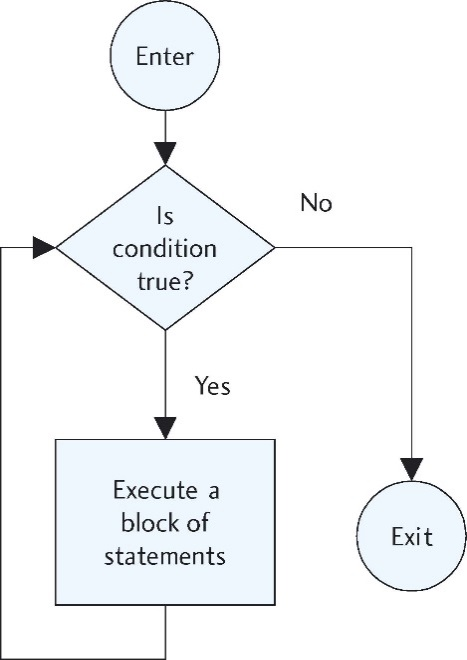 Enter
Is
condition
true?
No
Yes
Execute a
block of
statements
Exit